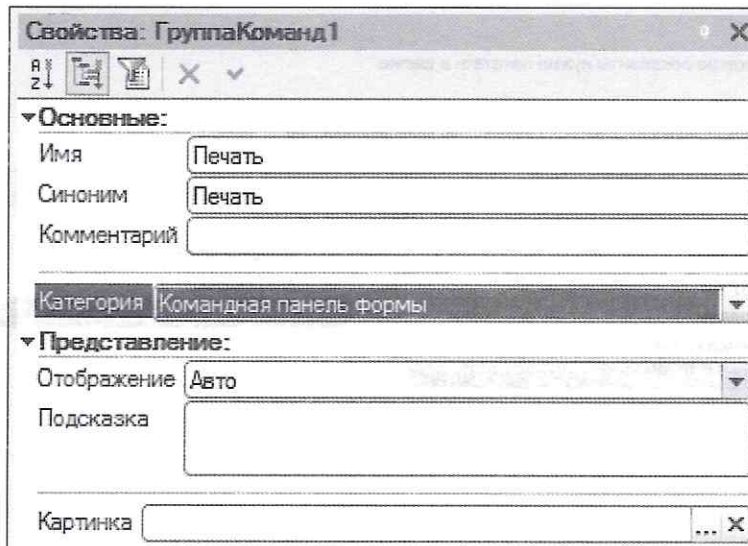 Свойства: ГруппаКоманд1
Основные:
Имя Печать
Синоним Печать
Комментарий
Категория Командная панель формы
Представление:
Отображение Авто
Подсказка
Картинка ...